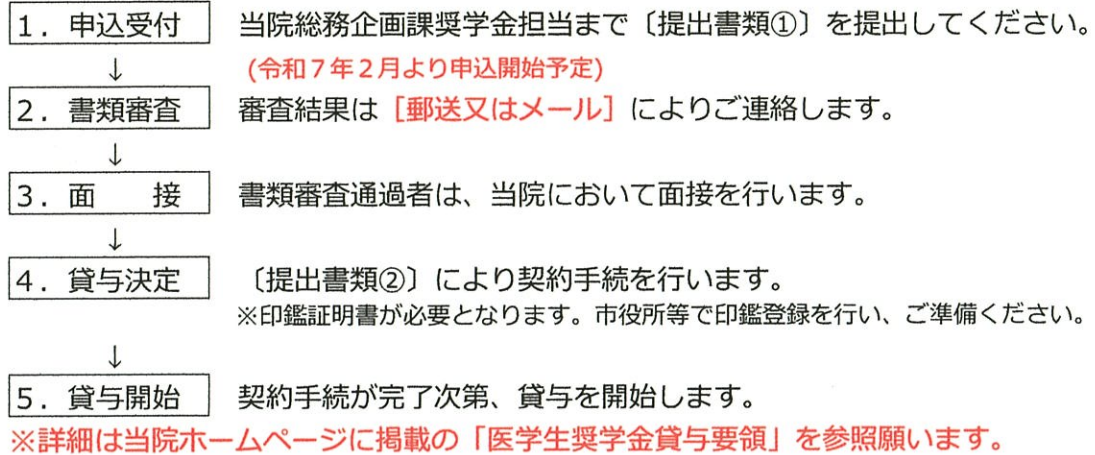 １．申込受付　当院総務企画課奨学金担当まで〔提出書類①〕を提出してください。
↓　(令和７年２月より申込開始予定)
２．書類審査　審査結果は［郵送又はメール］によりご連絡します。
↓
３．面　　接　書類審査通過者は、当院において面接を行います。
↓
４．貸与決定　〔提出書類②〕により契約手続を行います。
※印鑑証明書が必要となります。市役所等で印鑑登録を行い、ご準備ください。
↓
５．貸与開始　契約手続が完了次第、貸与を開始します。
※詳細は当院ホームページに掲載の「医学生奨学金貸与要領」を参照願います。